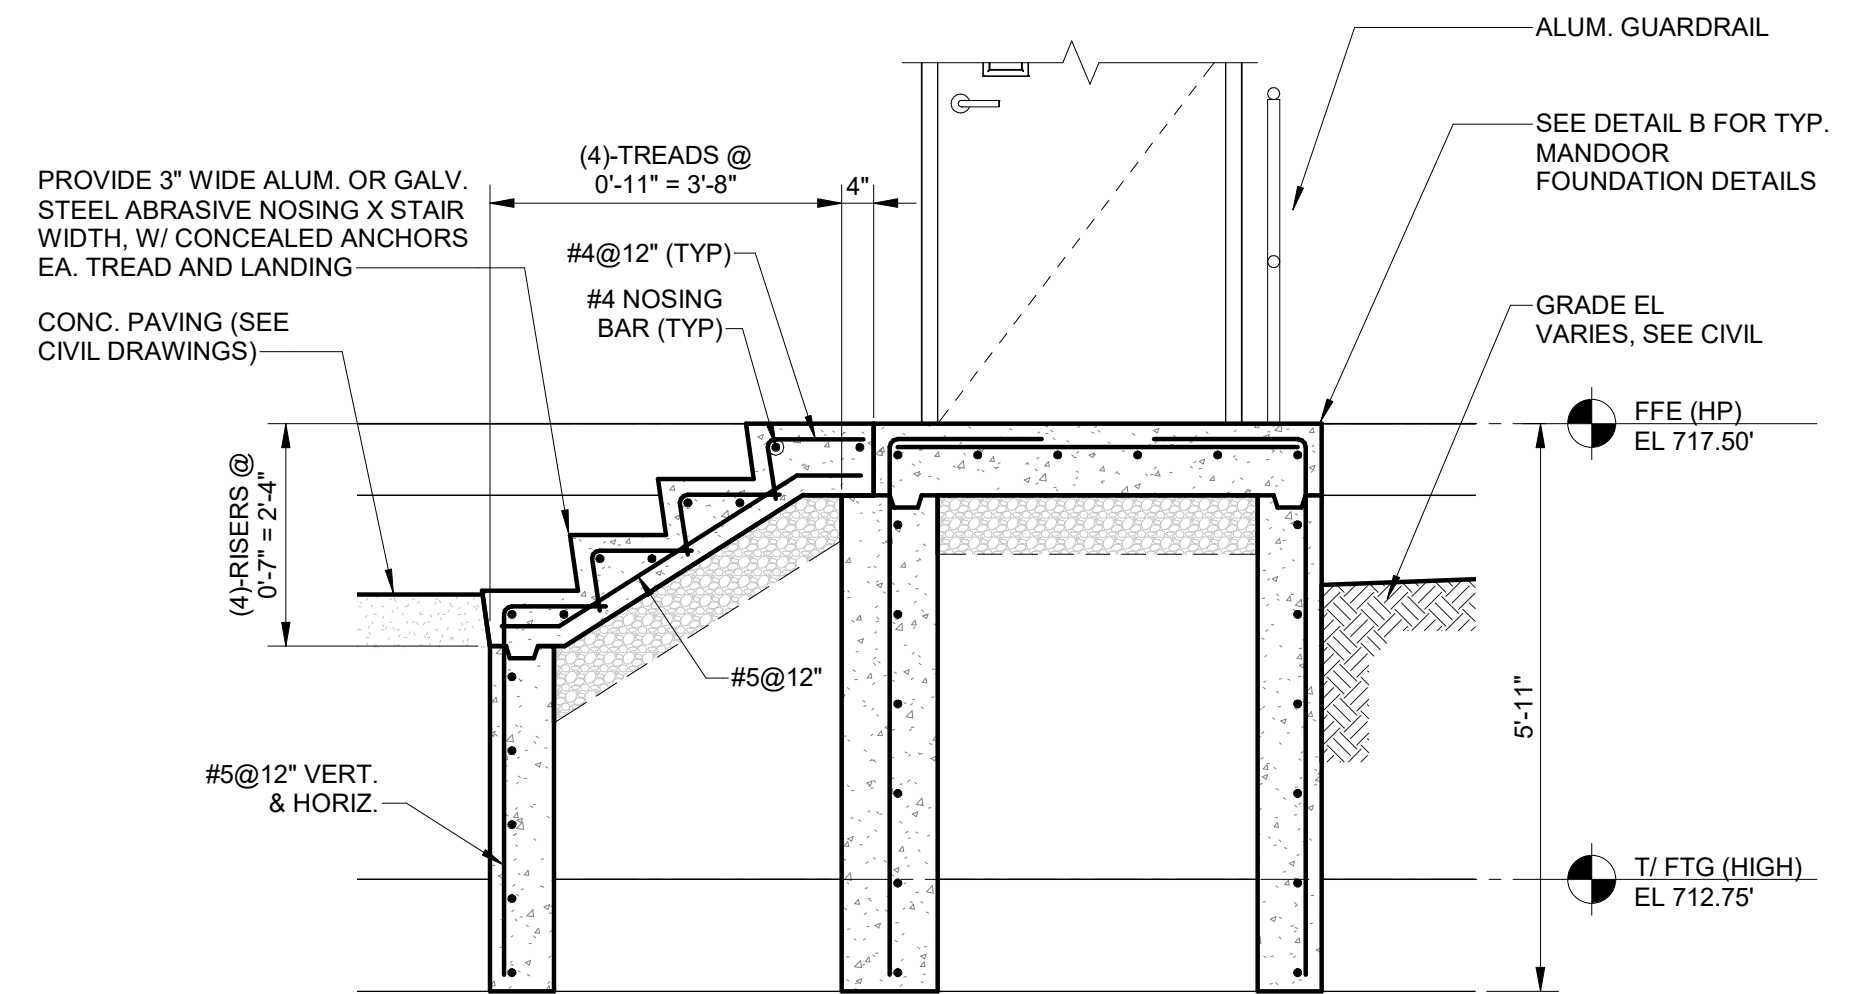 ALUM. GUARDRAIL
SEE DETAIL B FOR TYP.
MANDOOR
FOUNDATION DETAILS
(4)-TREADS @
0'-11" = 3'-8"
4"
PROVIDE 3" WIDE ALUM. OR GALV.
STEEL ABRASIVE NOSING X STAIR
WIDTH, W/ CONCEALED ANCHORS
EA. TREAD AND LANDING
#4@12" (TYP)
#4 NOSING
BAR (TYP)
CONC. PAVING (SEE
CIVIL DRAWINGS)
GRADE EL
VARIES, SEE CIVIL
FFE (HP)
EL 717.50'
(4)-RISERS @
0'-7" = 2'-4"
#5@12"
5'-11"
#5@12" VERT.
& HORIZ.
T/ FTG (HIGH)
EL 712.75'